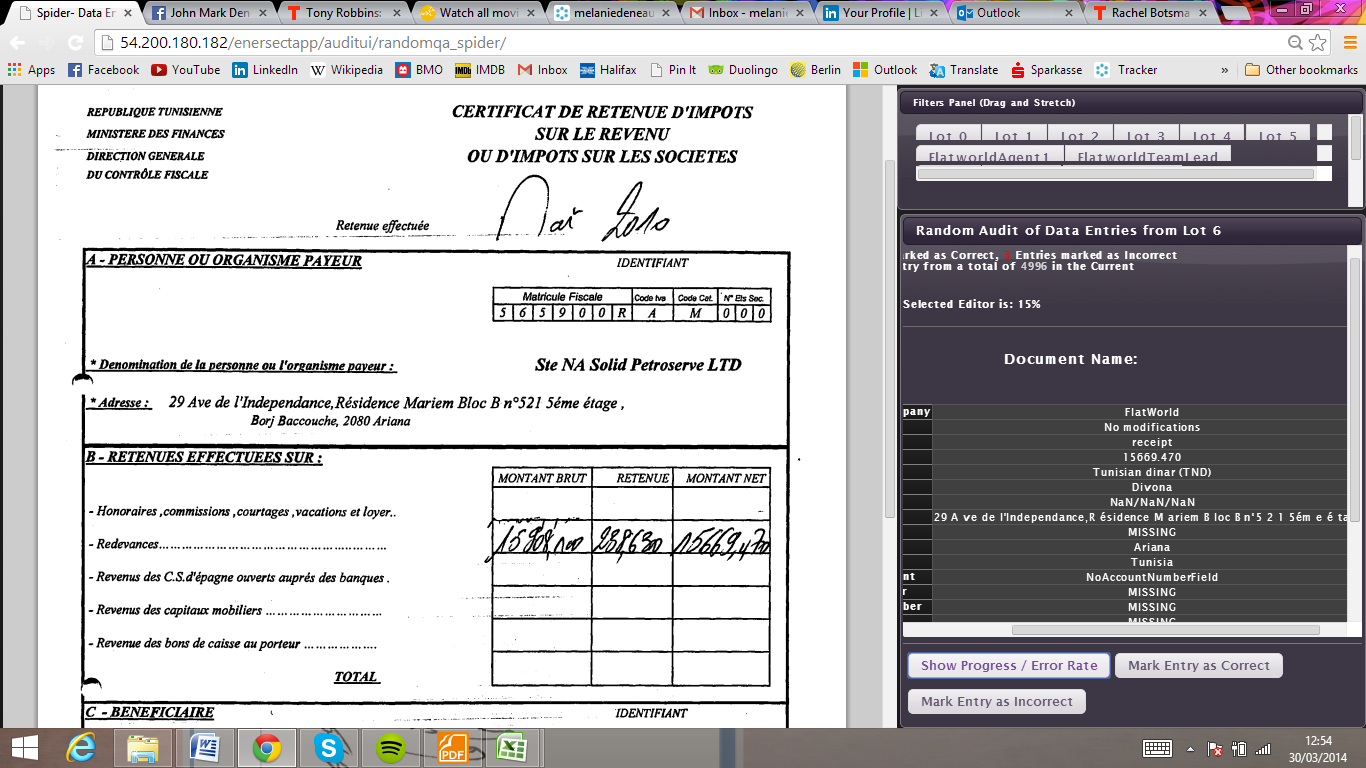 Spider- Data En
John Mark Den
Tony Robbins:
Watch all movi
melaniedeneau
Inbox - melanie
Your Profile | LI
Outlook
Rachel Botsma
54.200.180.182/enersectapp/auditui/randomqa_spider/
Apps Facebook YouTube LinkedIn Wikipedia BMO IMDB Inbox Halifax Pin It Duolingo Berlin Outlook Translate Sparkasse Tracker » Other bookmarks
REPUBLIQUE TUNISIENNE
MINISTERE DES FINANCES
DIRECTION GENERALE
DU CONTRÔLE FISCALE
CERTIFICAT DE RETENUE D'IMPOTS
SUR LE REVENU
OU D'IMPOTS SUR LES SOCIETES
Retenue effectuée 2010
A - PERSONNE OU ORGANISME PAYEUR
IDENTIFIANT
Matricule Fiscale Code tva Code Cat. N° Ets Sec.
5 6 5 9 0 0 R A M 0 0 0
* Denomination de la personne ou l'organisme payeur : Ste NA Solid Petroserve LTD
* Adresse : 29 Ave de l'Independance,Résidence Mariem Bloc B n°521 5éme étage ,
Borj Baccouche, 2080 Ariana
B - RETENUES EFFECTUEES SUR :
MONTANT BRUT RETENUE MONTANT NET
- Honoraires ,commissions ,courtages ,vacations et loyer..
- Redevances………………………………………………… 15908,100 238,630 15669,470
- Revenus des C.S.d'épagne ouverts auprés des banques .
- Revenus des capitaux mobiliers ……………………………
- Revenue des bons de caisse au porteur ………………….
TOTAL
C - BENEFICIAIRE
IDENTIFIANT
Filters Panel (Drag and Stretch)
Lot 0 Lot 1 Lot 2 Lot 3 Lot 4 Lot 5
FlatworldAgent1 FlatworldTeamLead
Random Audit of Data Entries from Lot 6
rked as Correct, Entries marked as Incorrect
try from a total of 4996 in the Current
Selected Editor is: 15%
Document Name:
pany FlatWorld
No modifications
receipt
15669.470
Tunisian dinar (TND)
Divona
NaN/NaN/NaN
29 A ve de l'Independance,R ésidence M ariem B loc B n°5 2 1 5ém e é ta
MISSING
Ariana
Tunisia
nt NoAccountNumberField
r MISSING
ber MISSING
MISSING
Show Progress / Error Rate
Mark Entry as Correct
Mark Entry as Incorrect
PDF
12:54
30/03/2014